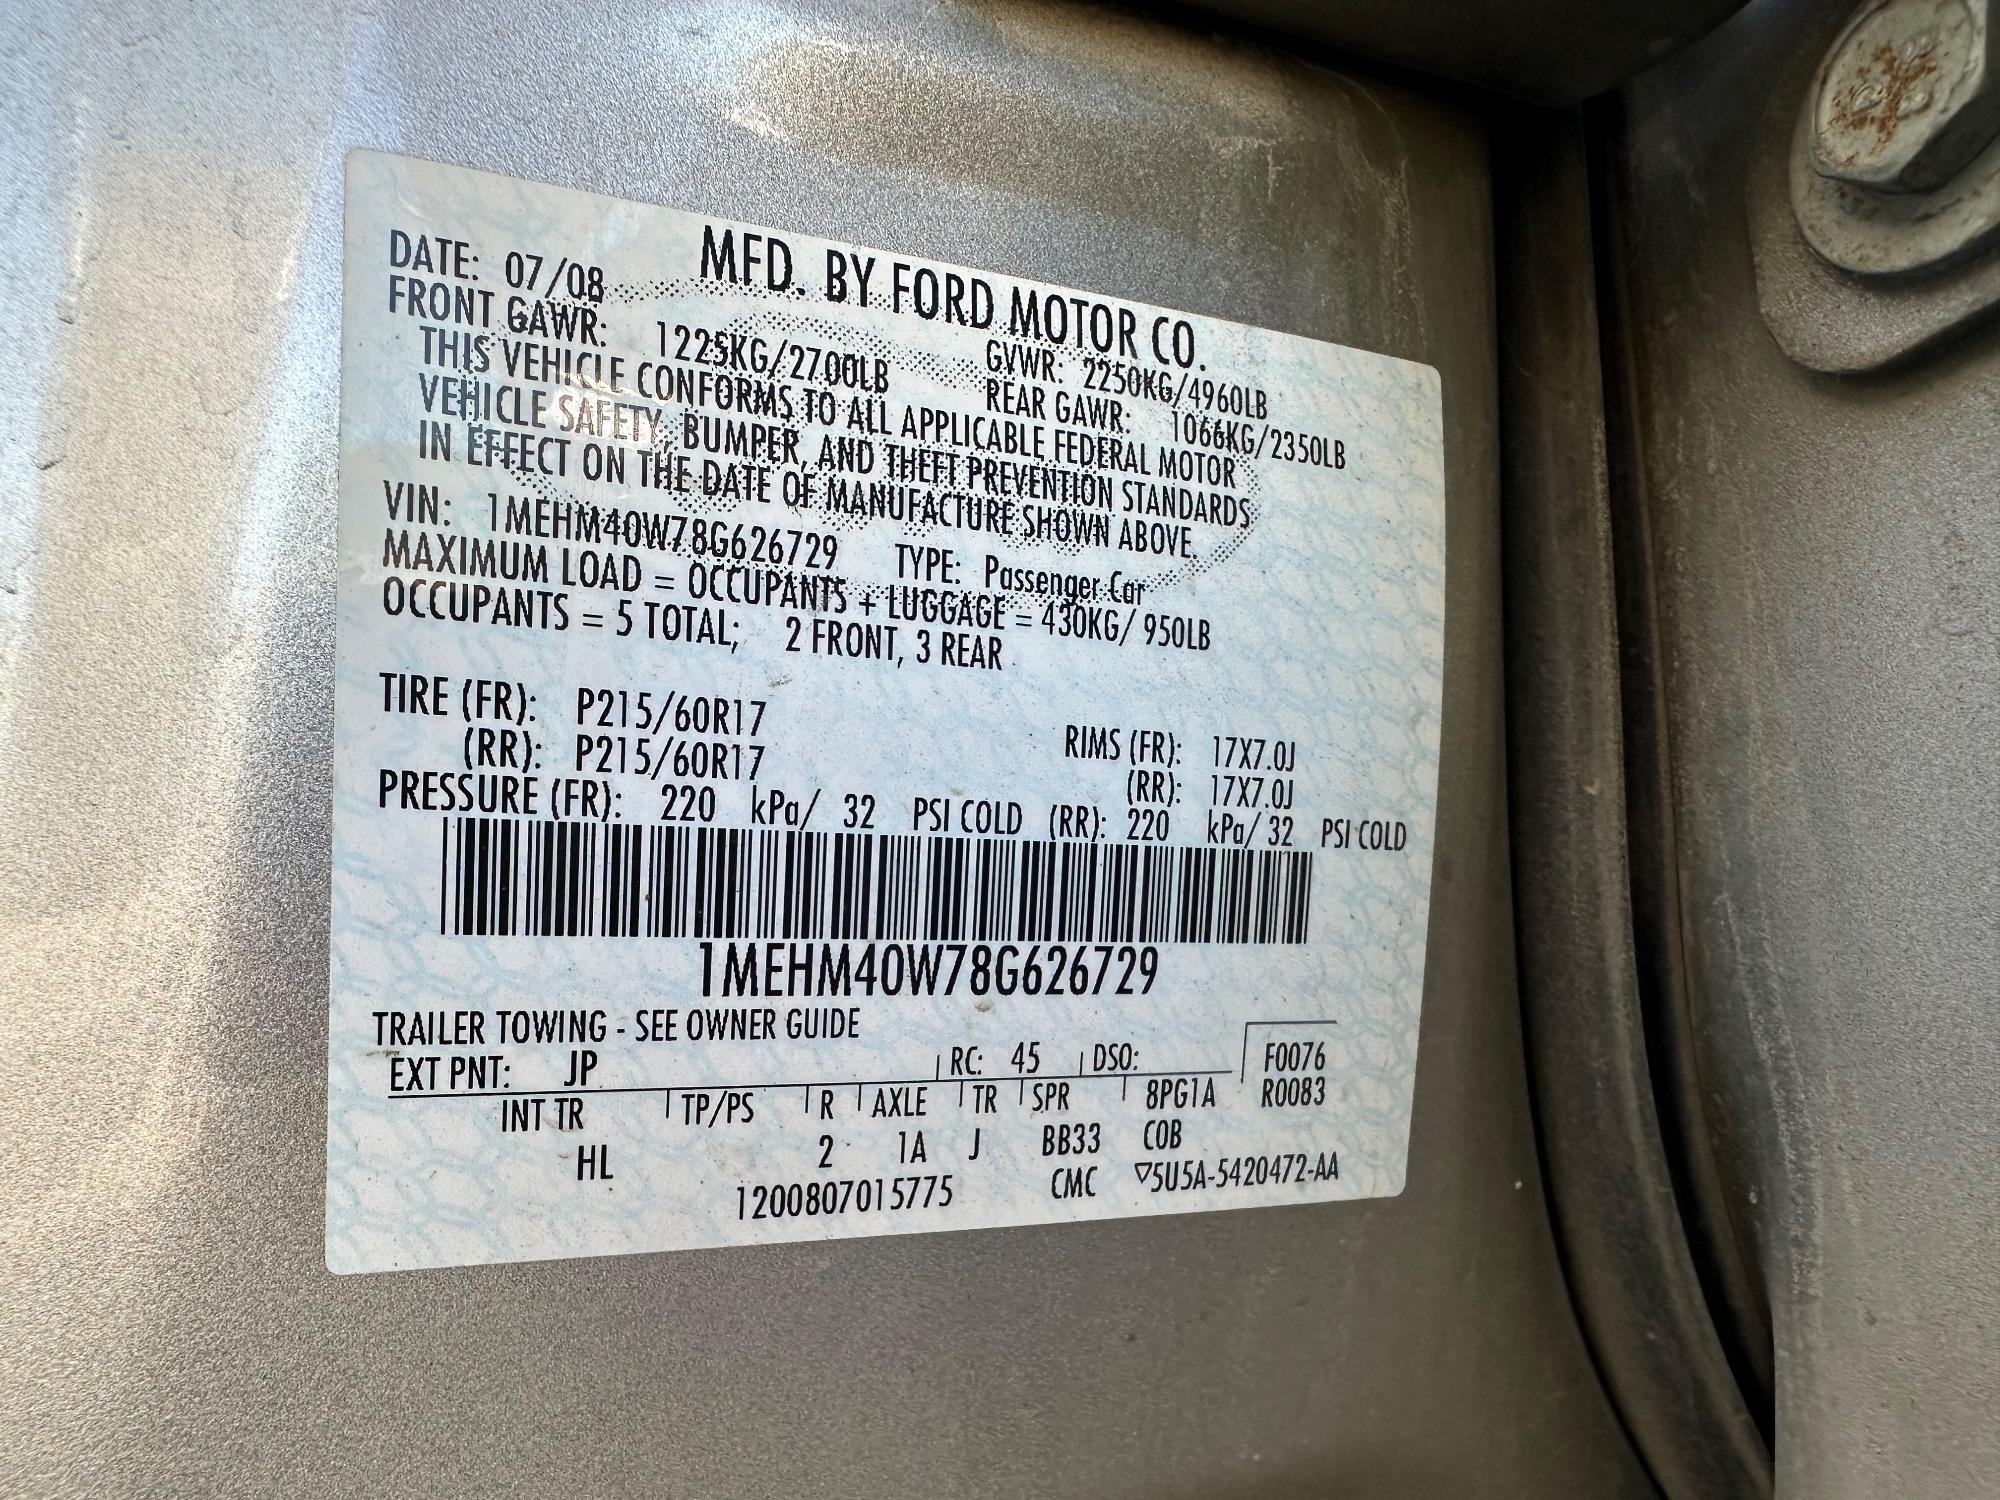 MFD. BY FORD MOTOR CO.
DATE: 07/08 GVWR: 2250KG/4960LB
FRONT GAWR: 1225KG/2700LB REAR GAWR: 1066KG/2350LB
THIS VEHICLE CONFORMS TO ALL APPLICABLE FEDERAL MOTOR
VEHICLE SAFETY, BUMPER, AND THEFT PREVENTION STANDARDS
IN EFFECT ON THE DATE OF MANUFACTURE SHOWN ABOVE.
VIN: 1MEHM40W78G626729 TYPE: Passenger Car
MAXIMUM LOAD = OCCUPANTS + LUGGAGE = 430KG/ 950LB
OCCUPANTS = 5 TOTAL; 2 FRONT, 3 REAR
TIRE (FR): P215/60R17 RIMS (FR): 17X7.0J
(RR): P215/60R17 (RR): 17X7.0J
PRESSURE (FR): 220 kPa/ 32 PSI COLD (RR): 220 kPa/ 32 PSI COLD
1MEHM40W78G626729
TRAILER TOWING - SEE OWNER GUIDE
EXT PNT: JP RC: 45 DSO: F0076
INT TR TP/PS R AXLE TR SPR 8PG1A R0083
HL 2 1A J BB33 COB
1200807015775 CMC ▽5U5A-5420472-AA